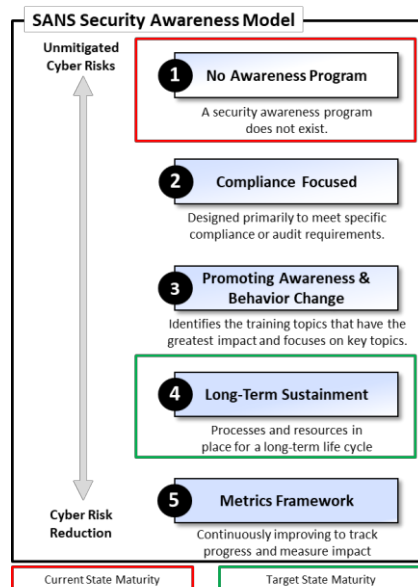 SANS Security Awareness Model
Unmitigated
Cyber Risks
1
No Awareness Program
A security awareness program
does not exist.
2
Compliance Focused
Designed primarily to meet specific
compliance or audit requirements.
3
Promoting Awareness &
Behavior Change
Identifies the training topics that have the
greatest impact and focuses on key topics.
4
Long-Term Sustainment
Processes and resources in
place for a long-term life cycle
Cyber Risk
Reduction
5
Metrics Framework
Continuously improving to track
progress and measure impact
Current State Maturity
Target State Maturity